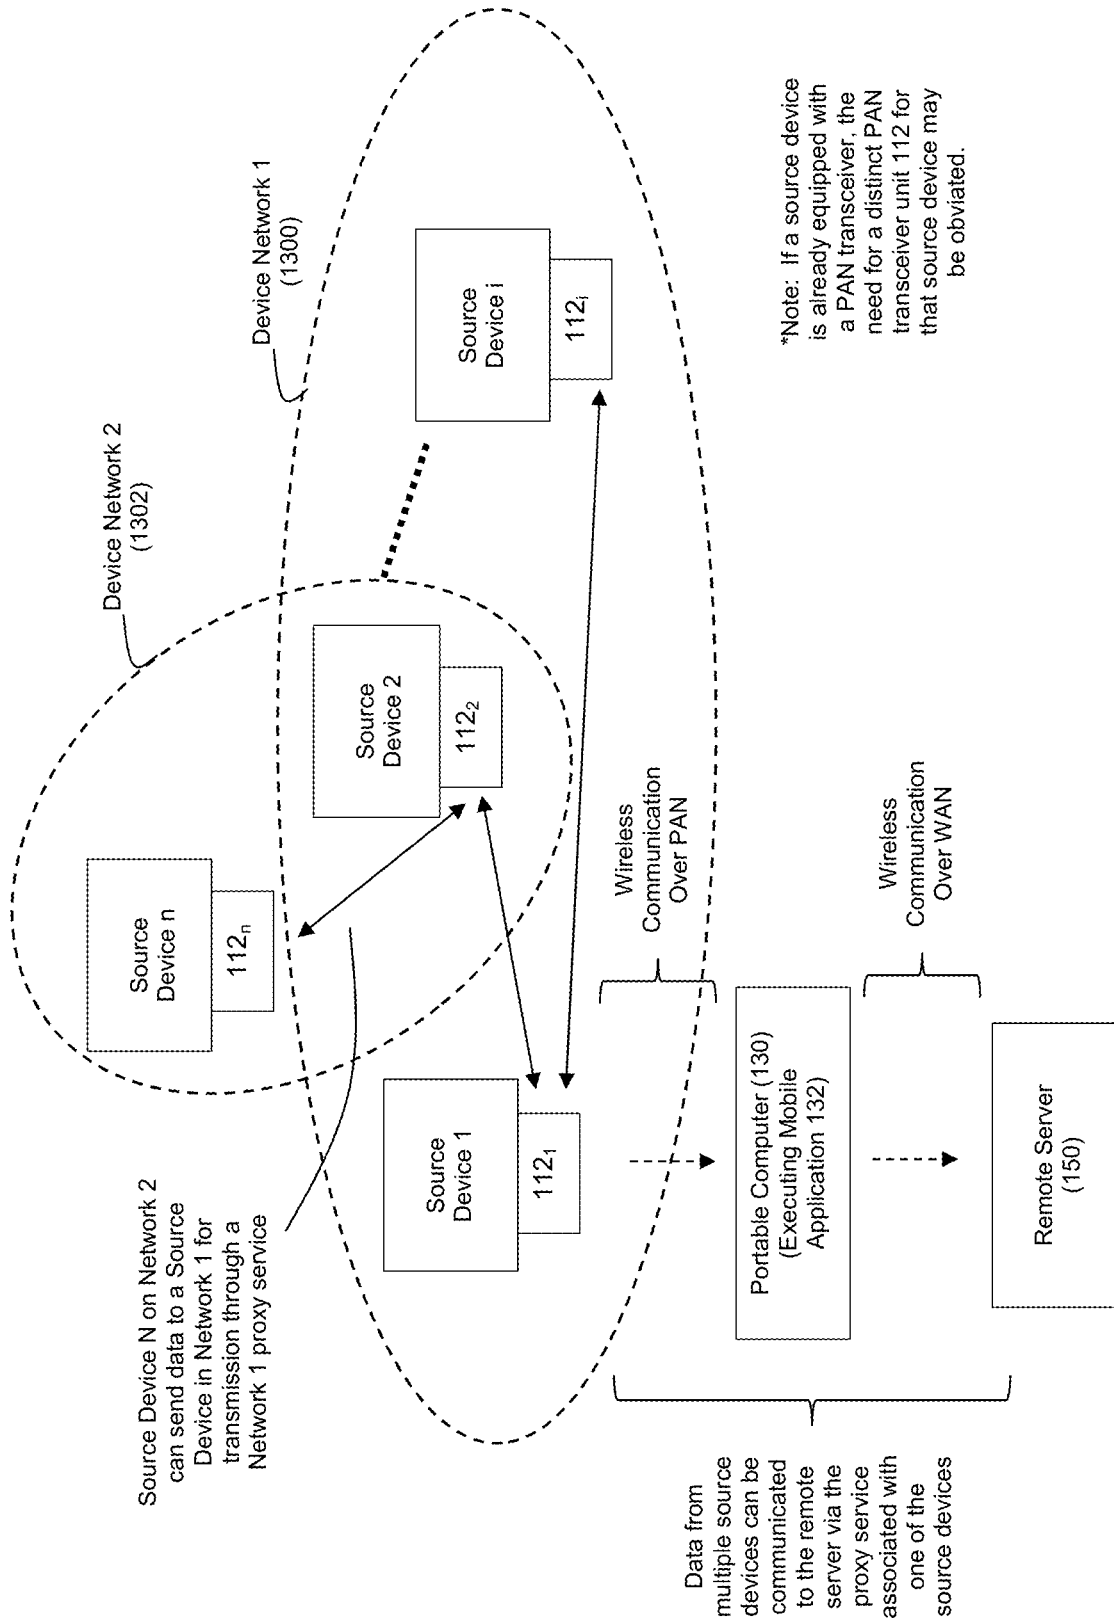 Device Network 2
(1302)
Device Network 1
(1300)
Source Device N on Network 2
can send data to a Source
Device in Network 1 for
transmission through a
Network 1 proxy service
Source
Device n
112n
Source
Device 2
112₂
Source
Device i
112i
Source
Device 1
112₁
*Note: If a source device
is already equipped with
a PAN transceiver, the
need for a distinct PAN
transceiver unit 112 for
that source device may
be obviated.
Wireless
Communication
Over PAN
Portable Computer (130)
(Executing Mobile
Application 132)
Wireless
Communication
Over WAN
Remote Server
(150)
Data from
multiple source
devices can be
communicated
to the remote
server via the
proxy service
associated with
one of the
source devices